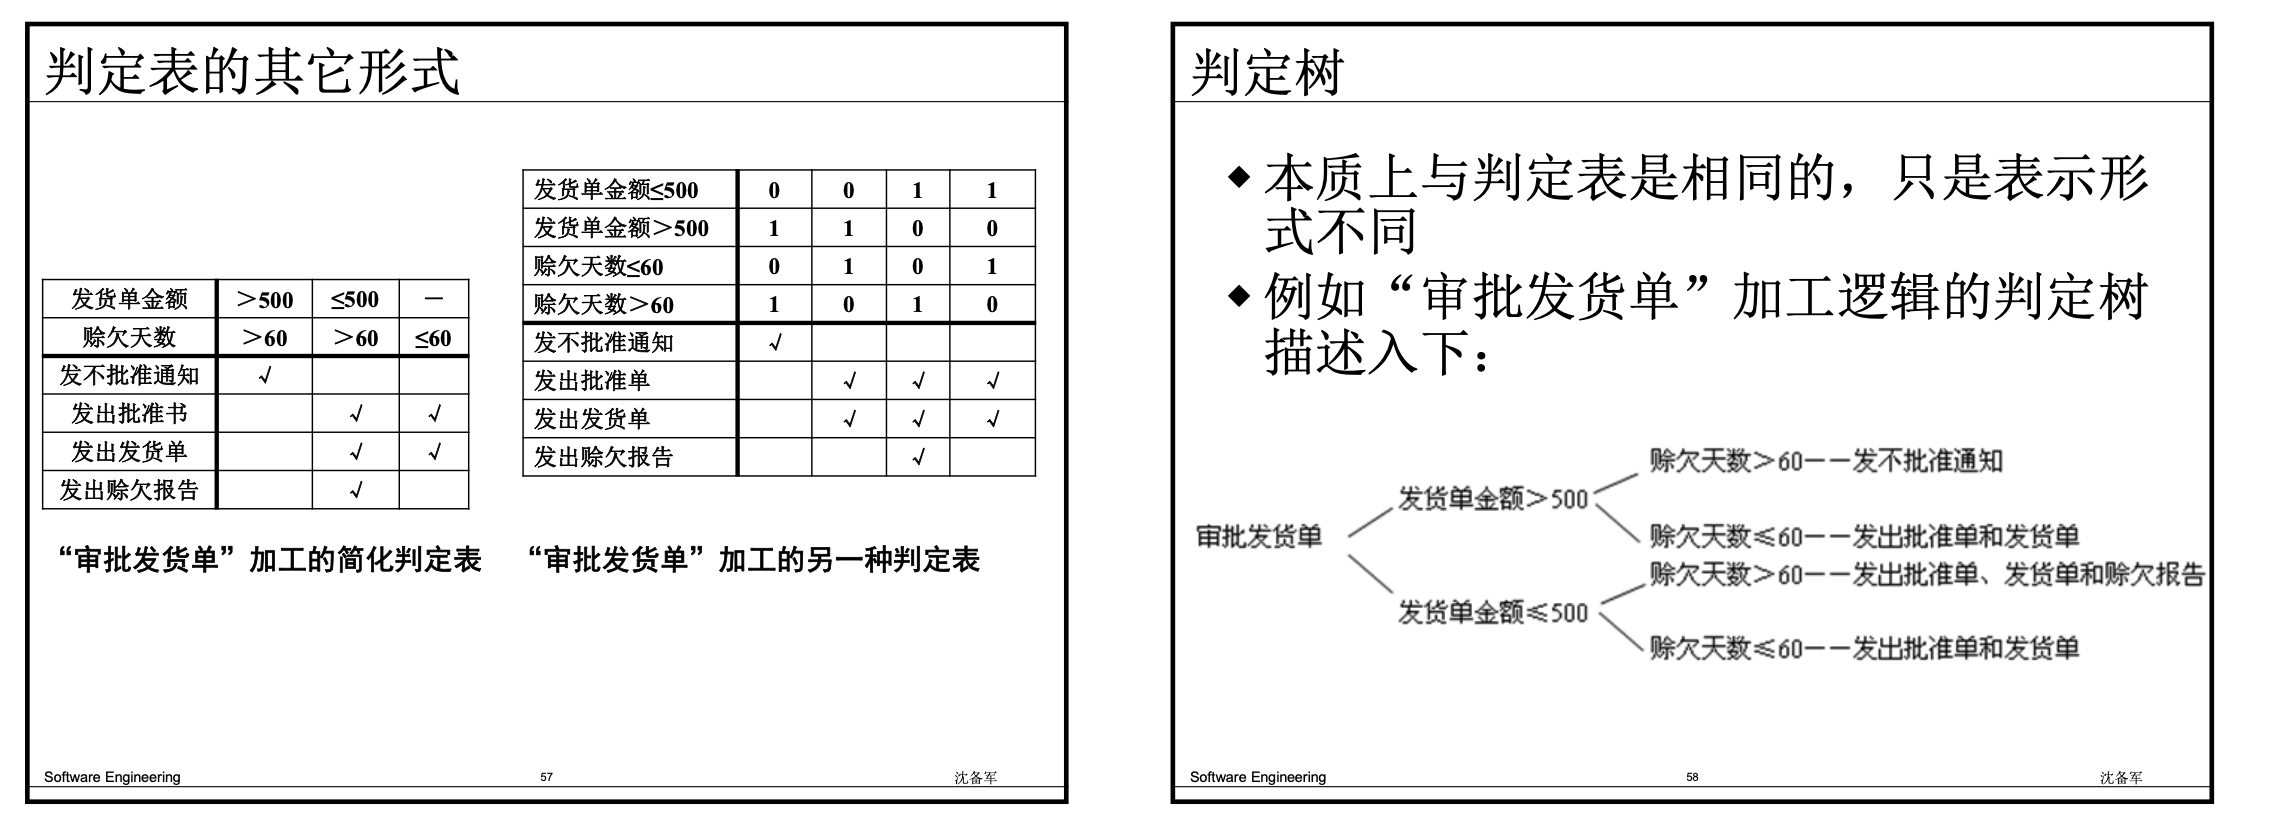 判定表的其它形式
发货单金额 >500 ≤500 —
赊欠天数 >60 >60 ≤60
发不批准通知 √
发出批准书 √ √
发出发货单 √ √
发出赊欠报告 √
“审批发货单”加工的简化判定表
发货单金额≤500 0 0 1 1
发货单金额>500 1 1 0 0
赊欠天数≤60 0 1 0 1
赊欠天数>60 1 0 1 0
发不批准通知 √
发出批准单 √ √ √
发出发货单 √ √ √
发出赊欠报告 √
“审批发货单”加工的另一种判定表
Software Engineering 57 沈备军
判定树
◆本质上与判定表是相同的，只是表示形
式不同
◆例如“审批发货单”加工逻辑的判定树
描述入下：
审批发货单
发货单金额>500
赊欠天数>60——发不批准通知
赊欠天数≤60——发出批准单和发货单
发货单金额≤500
赊欠天数>60——发出批准单、发货单和赊欠报告
赊欠天数≤60——发出批准单和发货单
Software Engineering 58 沈备军